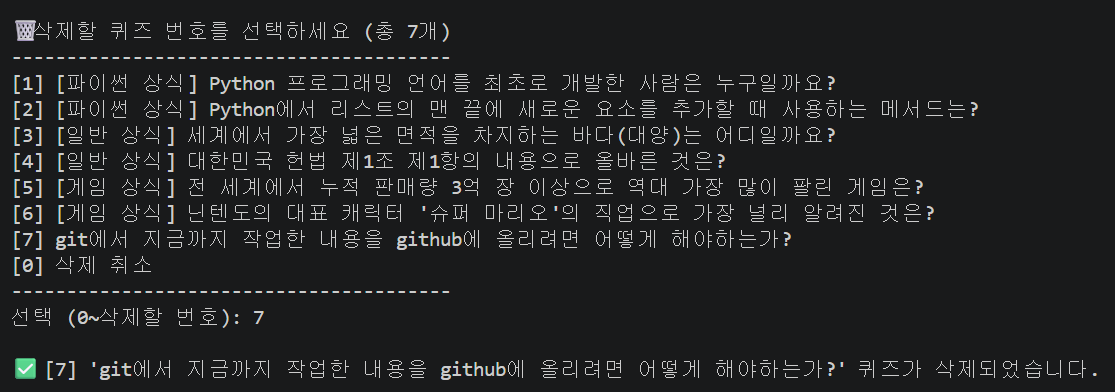 🗑️삭제할 퀴즈 번호를 선택하세요 (총 7개)
----------------------------------------
[1] [파이썬 상식] Python 프로그래밍 언어를 최초로 개발한 사람은 누구일까요?
[2] [파이썬 상식] Python에서 리스트의 맨 끝에 새로운 요소를 추가할 때 사용하는 메서드는?
[3] [일반 상식] 세계에서 가장 넓은 면적을 차지하는 바다(대양)는 어디일까요?
[4] [일반 상식] 대한민국 헌법 제1조 제1항의 내용으로 올바른 것은?
[5] [게임 상식] 전 세계에서 누적 판매량 3억 장 이상으로 역대 가장 많이 팔린 게임은?
[6] [게임 상식] 닌텐도의 대표 캐릭터 '슈퍼 마리오'의 직업으로 가장 널리 알려진 것은?
[7] git에서 지금까지 작업한 내용을 github에 올리려면 어떻게 해야하는가?
[0] 삭제 취소
----------------------------------------
선택 (0~삭제할 번호): 7
✅ [7] 'git에서 지금까지 작업한 내용을 github에 올리려면 어떻게 해야하는가?' 퀴즈가 삭제되었습니다.